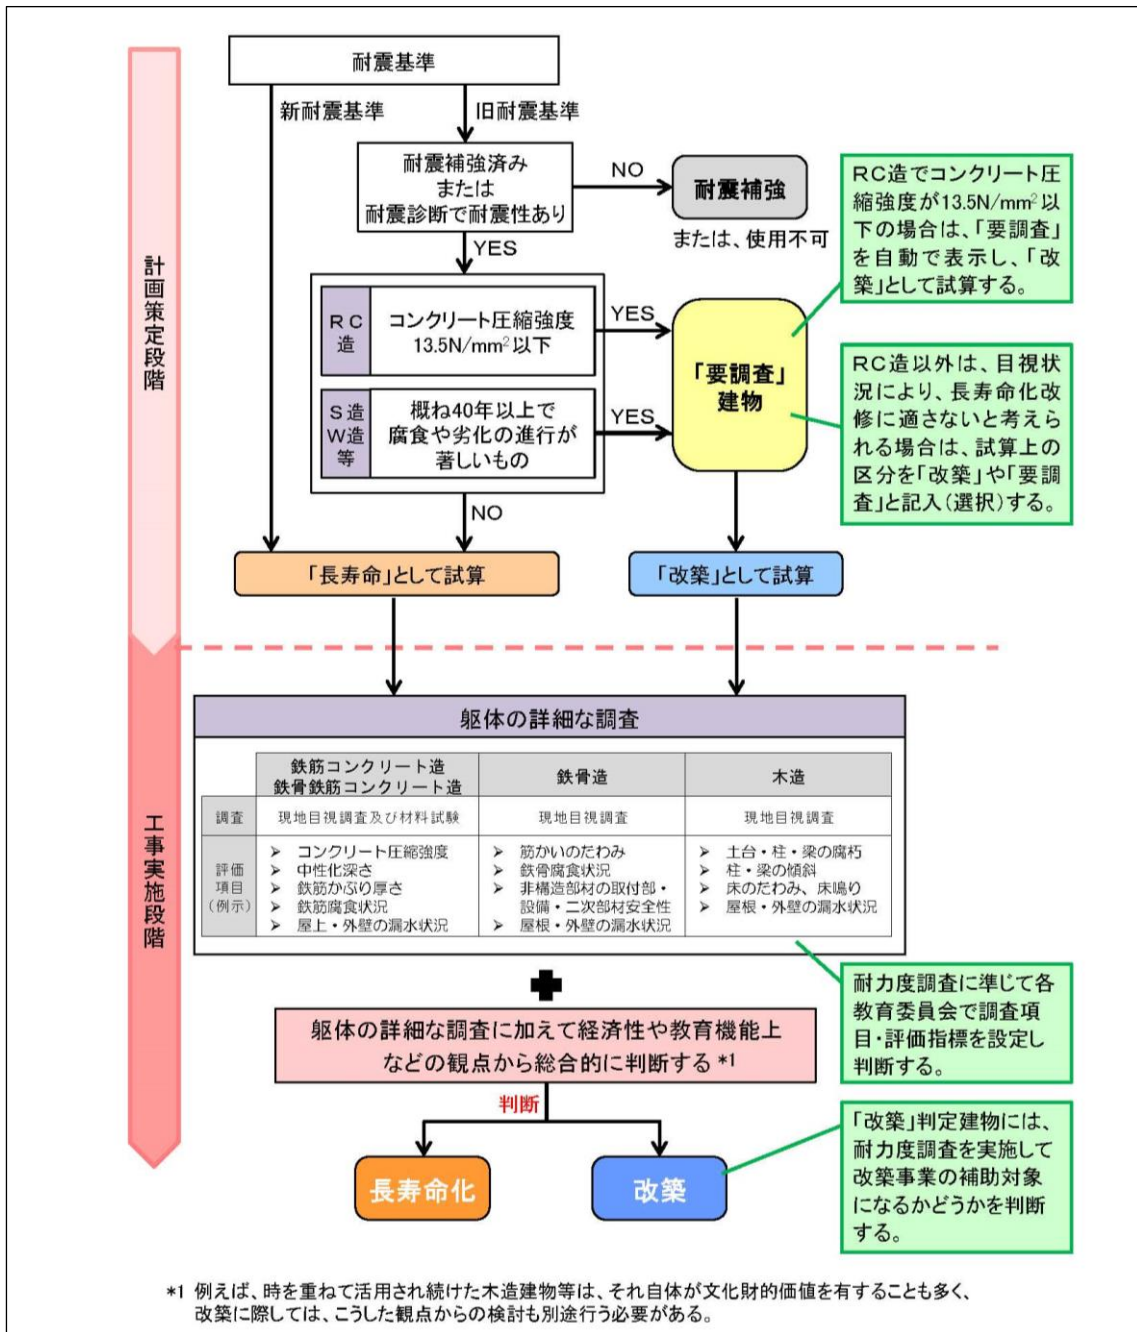 計画策定段階
耐震基準
新耐震基準
旧耐震基準
耐震補強済み
または
耐震診断で耐震性あり
NO
耐震補強
または、使用不可
YES
RC
造
コンクリート圧縮強度
13.5N/mm²以下
YES
S造
W造
等
概ね40年以上で
腐食や劣化の進行が
著しいもの
YES
「要調査」
建物
NO
「長寿命」として試算
「改築」として試算
RC造でコンクリート圧
縮強度が13.5N/mm²以
下の場合は、「要調査」
を自動で表示し、「改
築」として試算する。
RC造以外は、目視状
況により、長寿命化改
修に適さないと考えら
れる場合は、試算上の
区分を「改築」や「要調
査」と記入(選択)する。
工事実施段階
躯体の詳細な調査
鉄筋コンクリート造
鉄骨鉄筋コンクリート造
鉄骨造
木造
調査
現地目視調査及び材料試験
現地目視調査
現地目視調査
評価
項目
(例示)
➢ コンクリート圧縮強度
➢ 中性化深さ
➢ 鉄筋かぶり厚さ
➢ 鉄筋腐食状況
➢ 屋上・外壁の漏水状況
➢ 筋かいのたわみ
➢ 鉄骨腐食状況
➢ 非構造部材の取付部・
設備・二次部材安全性
➢ 屋根・外壁の漏水状況
➢ 土台・柱・梁の腐朽
➢ 柱・梁の傾斜
➢ 床のたわみ、床鳴り
➢ 屋根・外壁の漏水状況
耐力度調査に準じて各
教育委員会で調査項
目・評価指標を設定し
判断する。
躯体の詳細な調査に加えて経済性や教育機能上
などの観点から総合的に判断する *1
判断
長寿命化
改築
「改築」判定建物には、
耐力度調査を実施して
改築事業の補助対象
になるかどうかを判断
する。
*1 例えば、時を重ねて活用され続けた木造建物等は、それ自体が文化財的価値を有することも多く、
改築に際しては、こうした観点からの検討も別途行う必要がある。